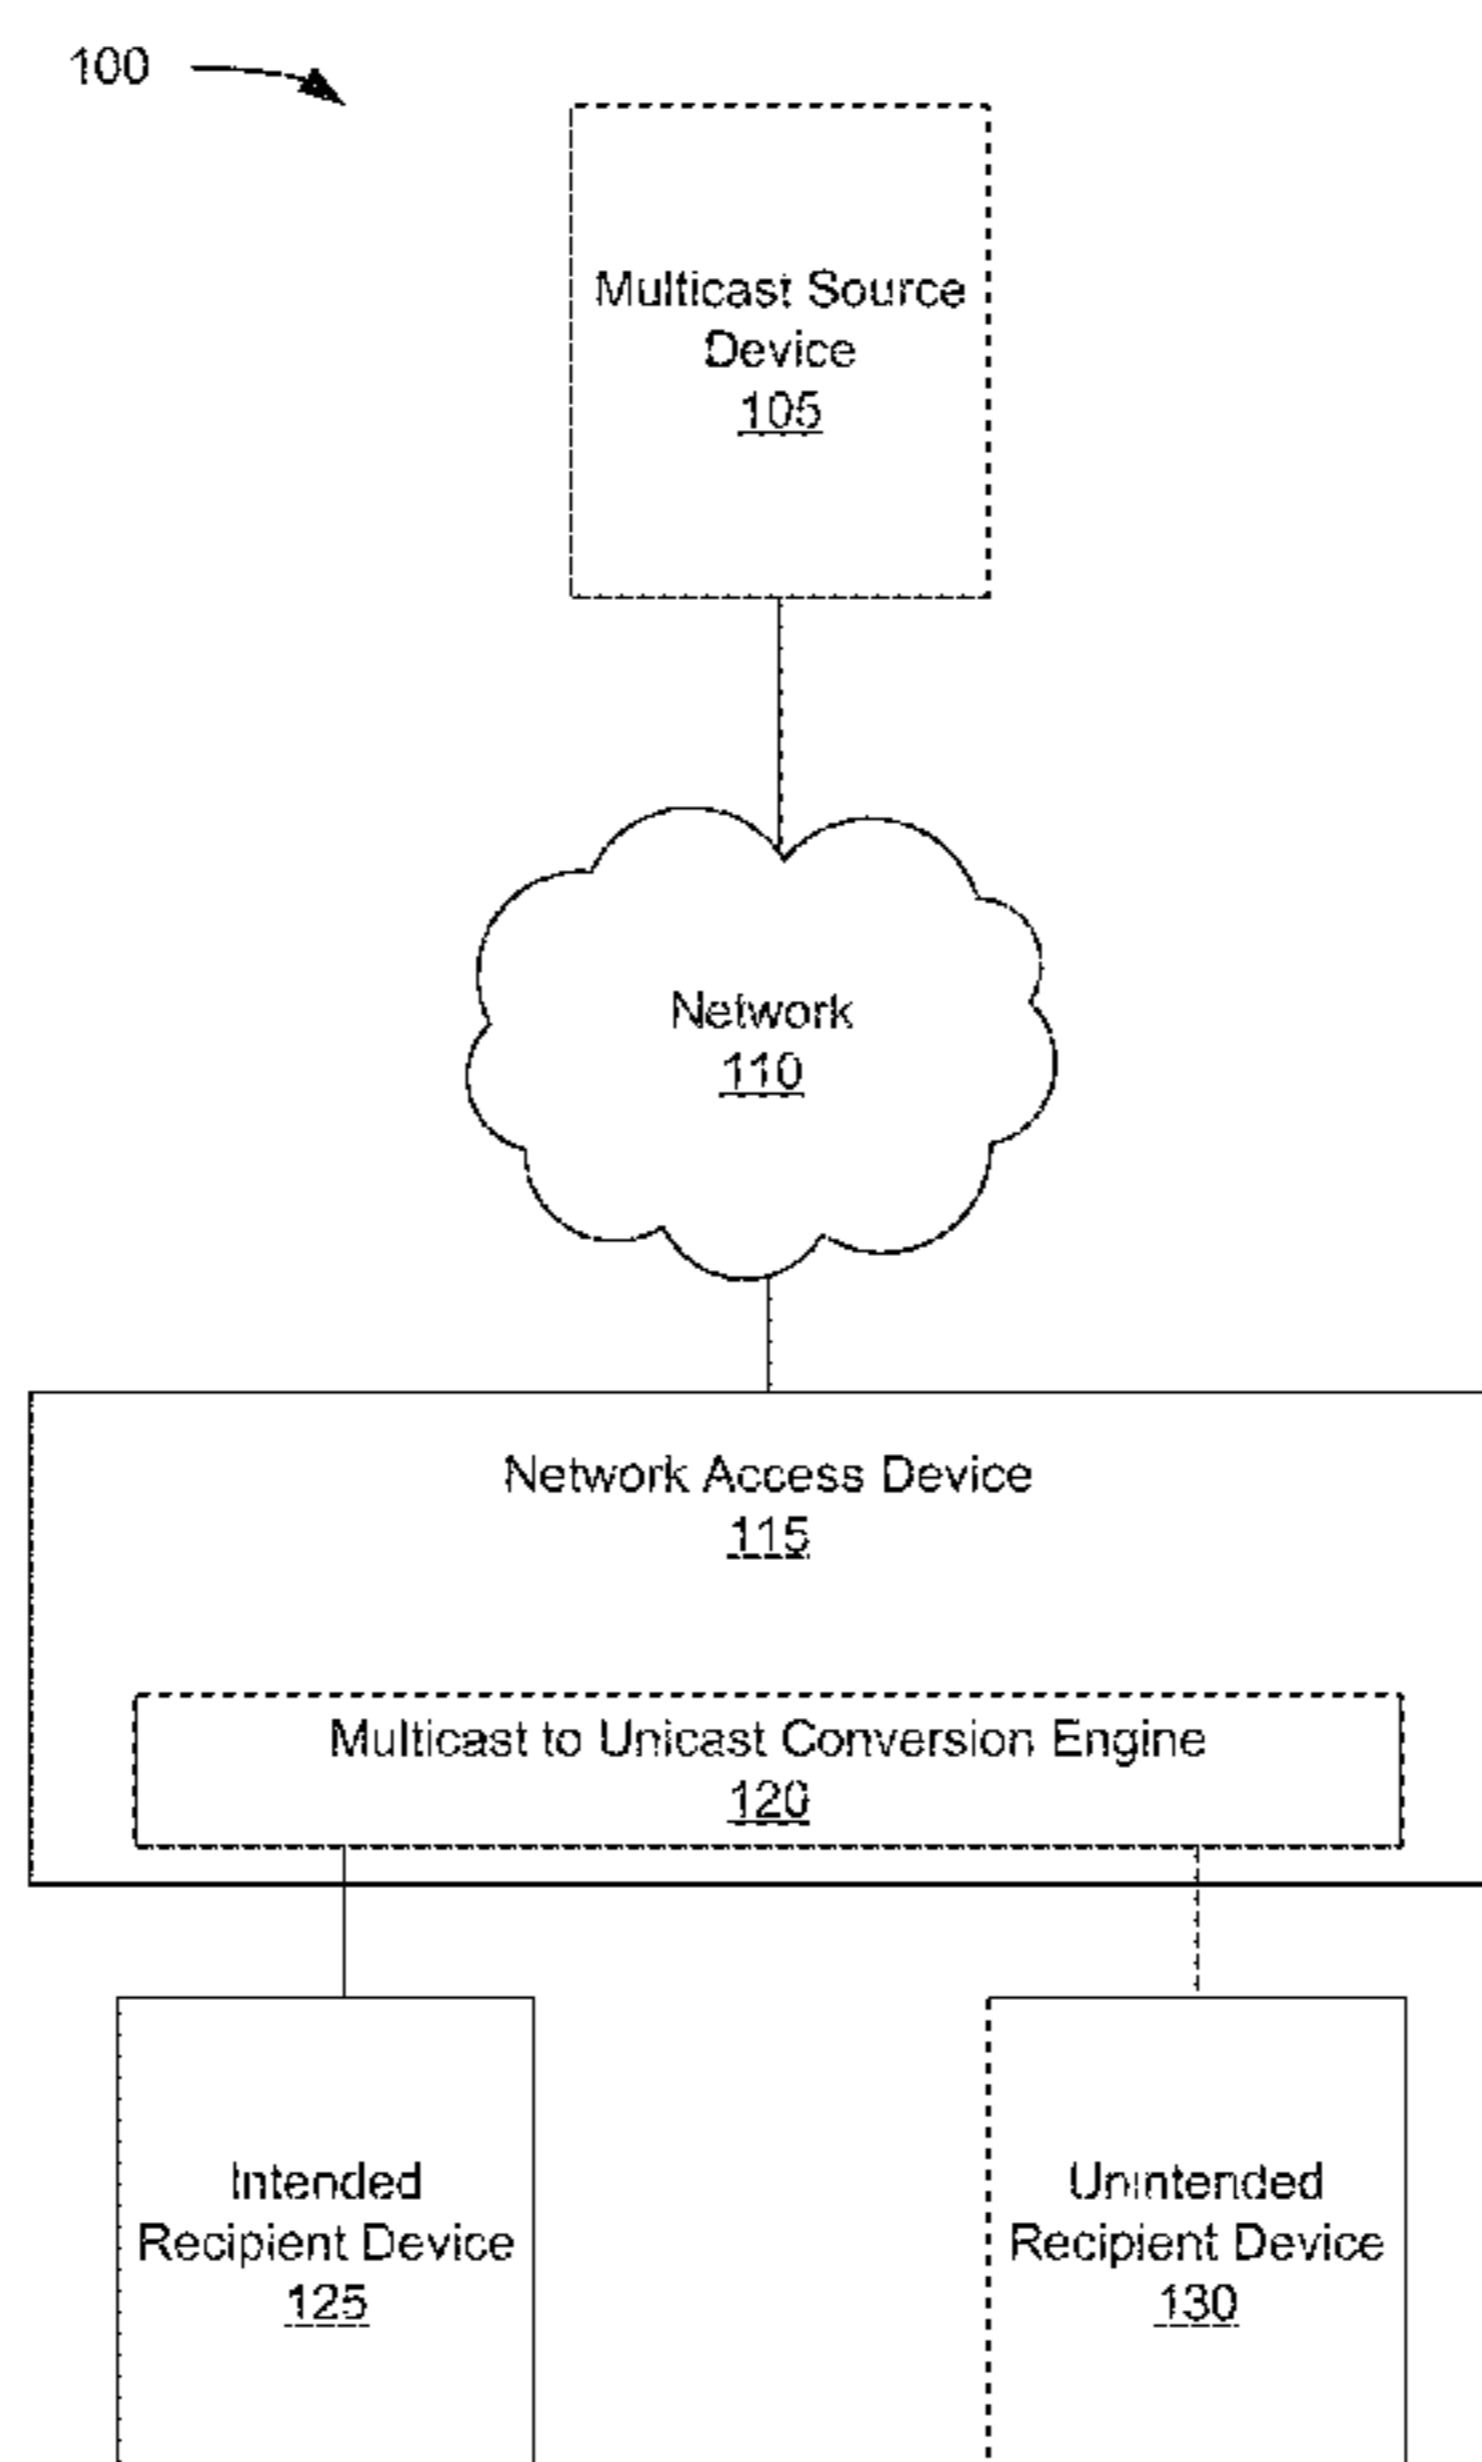 100
Multicast Source
Device
105
Network
110
Network Access Device
115
Multicast to Unicast Conversion Engine
120
Intended
Recipient Device
125
Unintended
Recipient Device
130